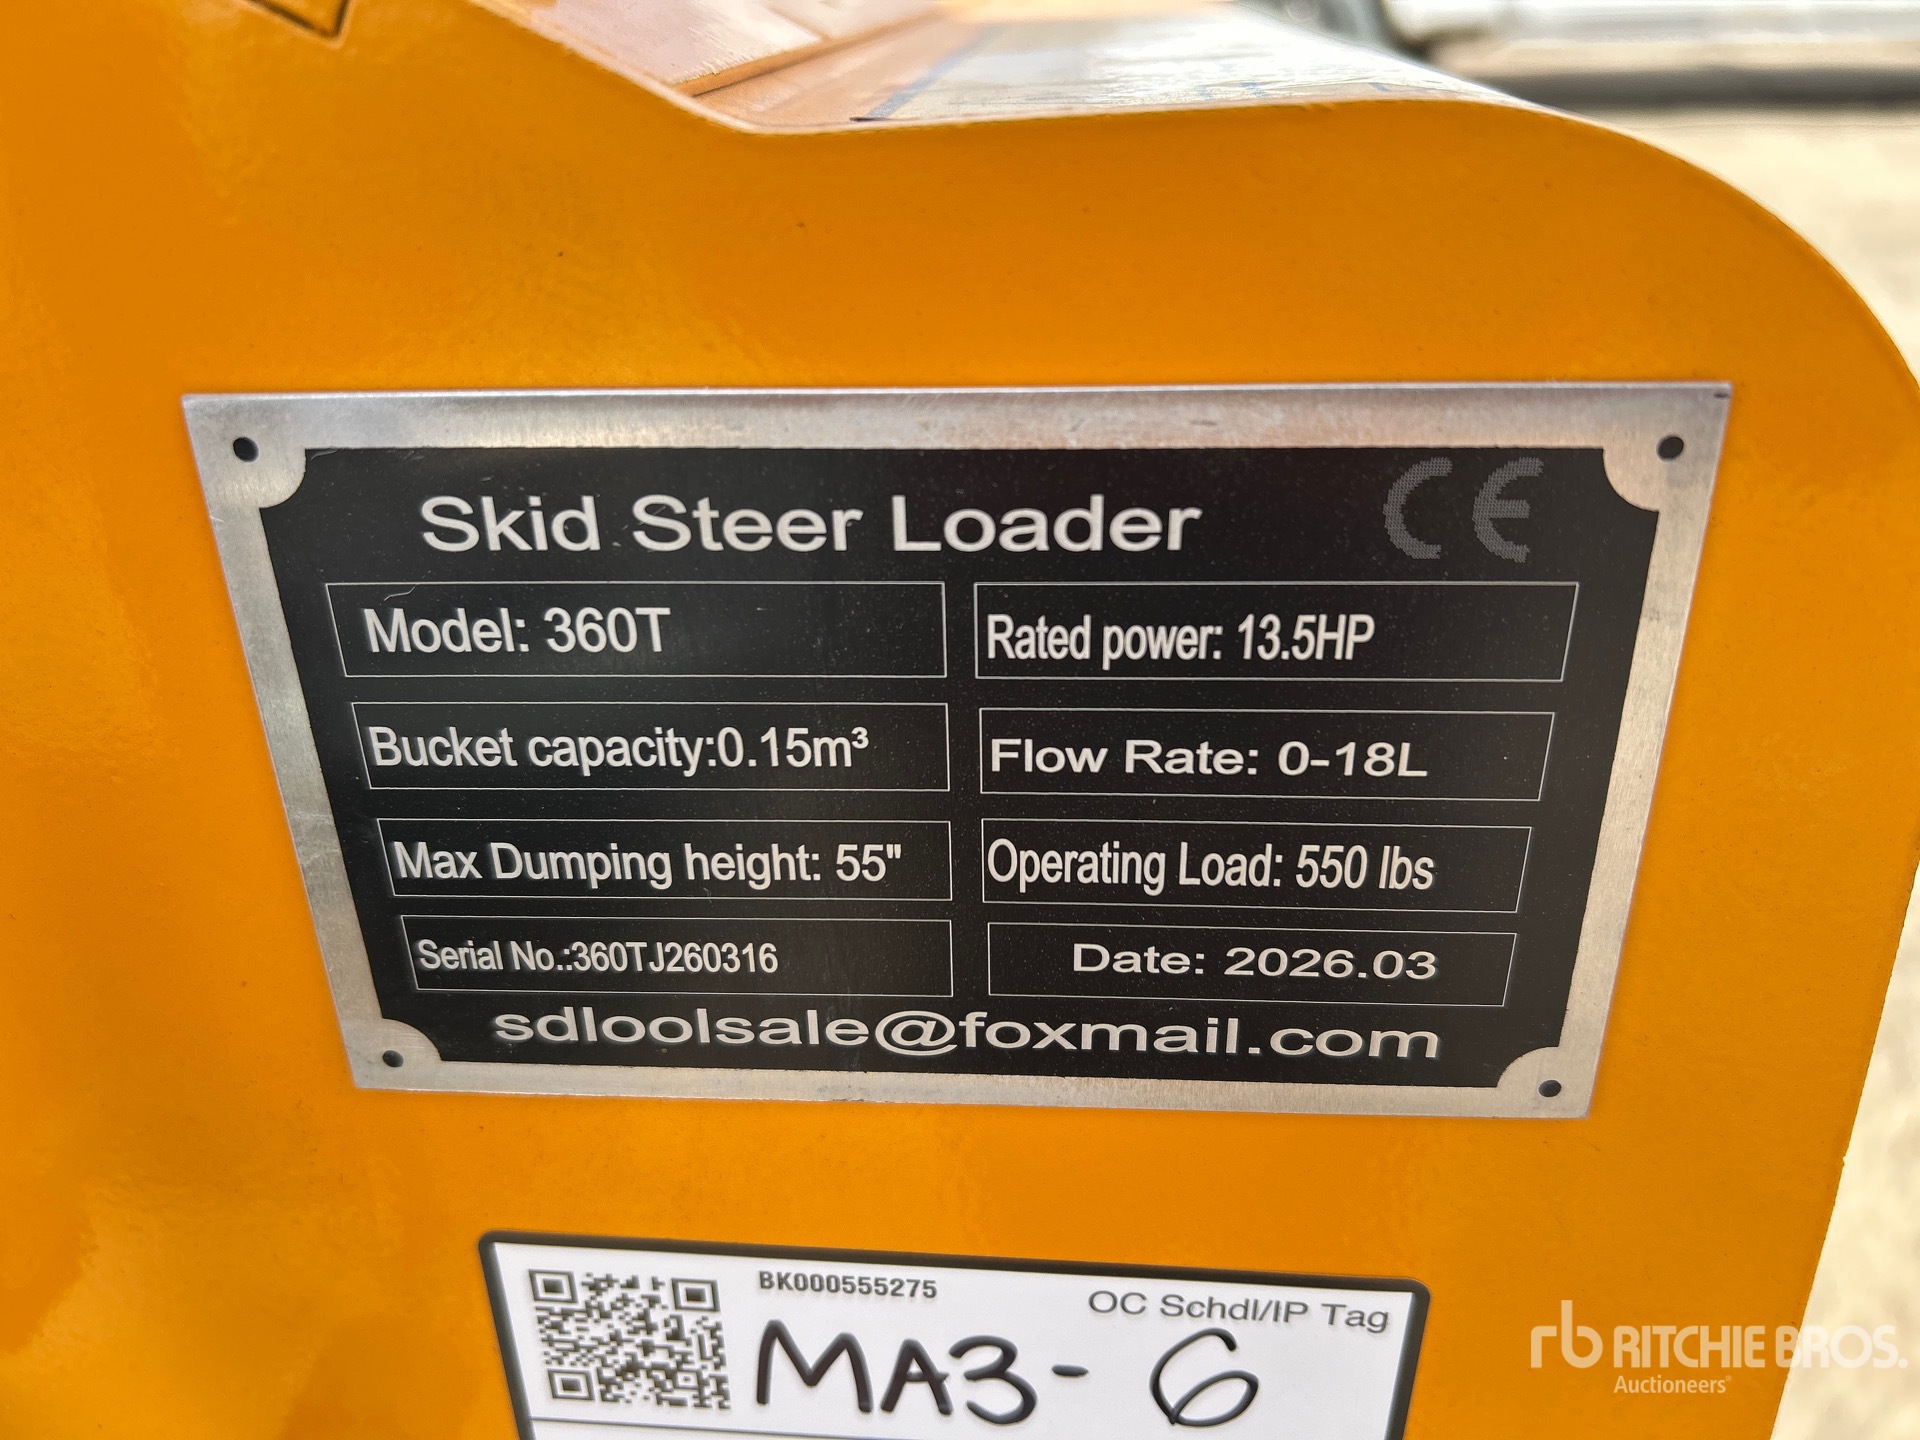 Skid Steer Loader CE
Model: 360T
Rated power: 13.5HP
Bucket capacity:0.15m³
Flow Rate: 0-18L
Max Dumping height: 55"
Operating Load: 550 lbs
Serial No.:360TJ260316
Date: 2026.03
sdloolsale@foxmail.com
BK000555275
OC Schdl/IP Tag
MA3- 6
rb RITCHIE BROS.
Auctioneers